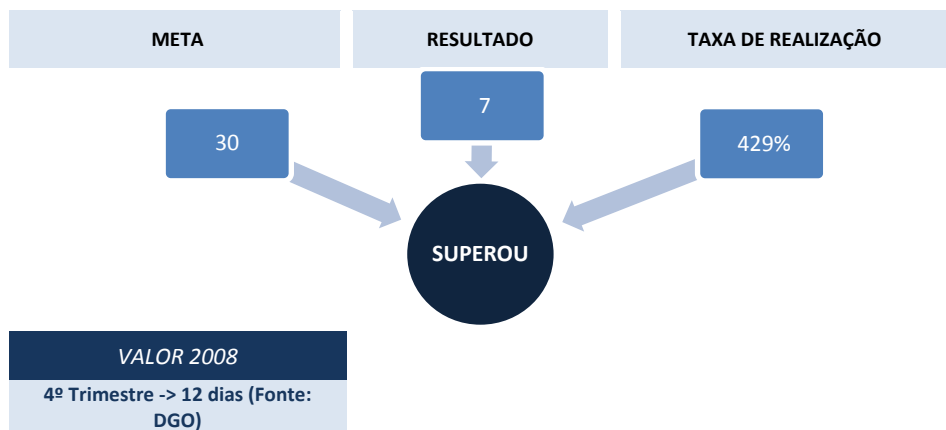 META
RESULTADO
TAXA DE REALIZAÇÃO
30
7
429%
SUPEROU
VALOR 2008
4º Trimestre -> 12 dias (Fonte:
DGO)